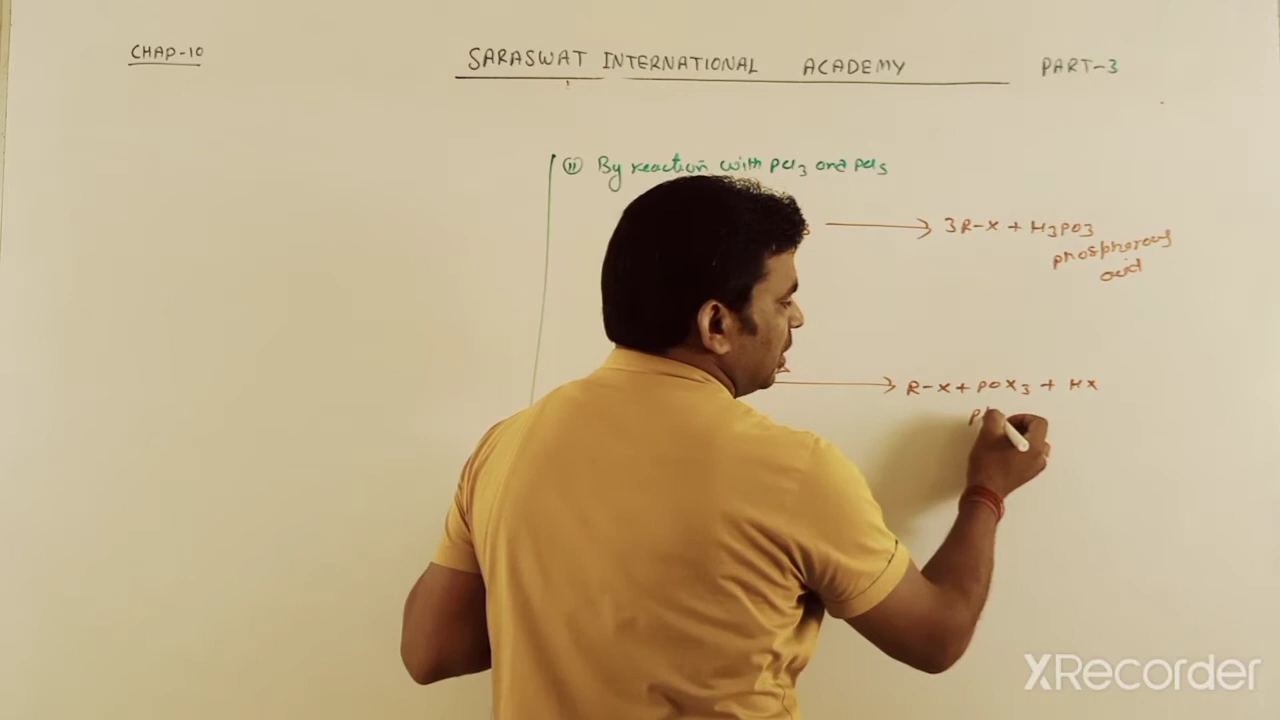 CHAP-10
SARASWAT INTERNATIONAL ACADEMY
PART-3
(ii) By reaction with PCl3 and PCl5
→ 3R-X + H3PO3
phosphorous
acid
→ R-X + POX3 + HX
XRecorder